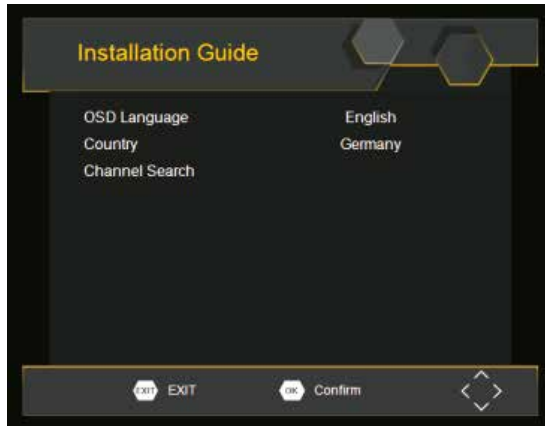 Installation Guide
OSD Language English
Country Germany
Channel Search
EXIT EXIT OK Confirm